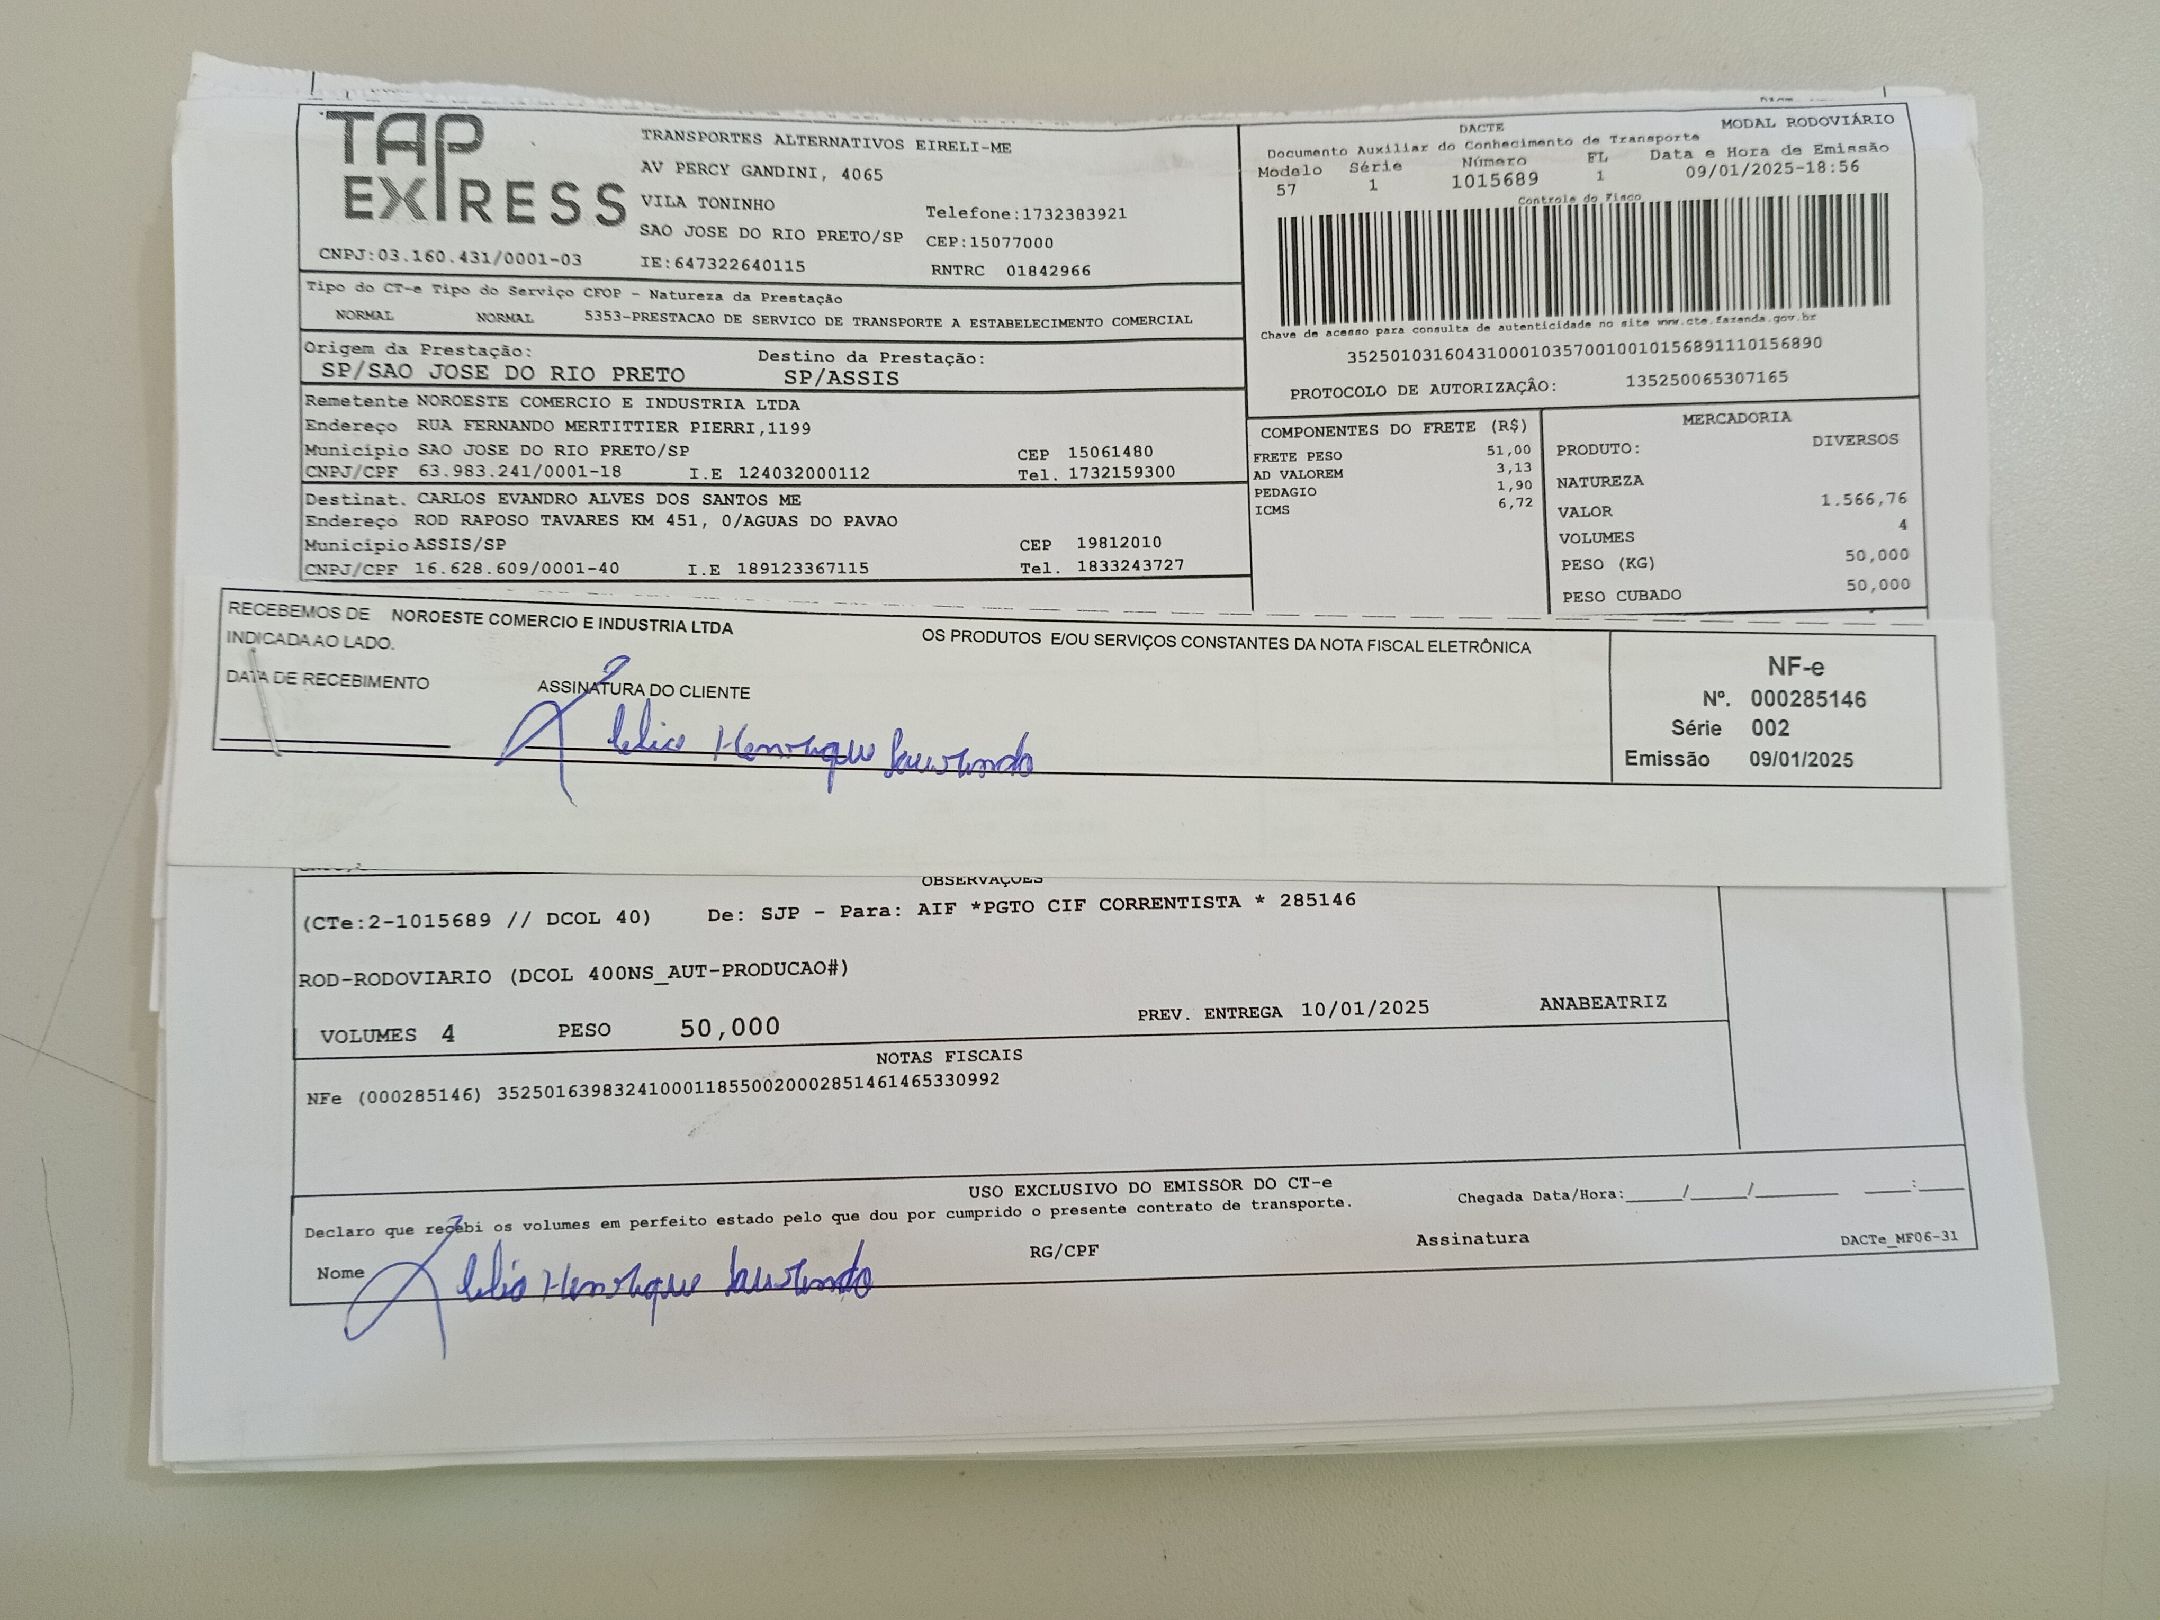 TAP
EXPRESS
TRANSPORTES ALTERNATIVOS EIRELI-ME
AV PERCY GANDINI, 4065
VILA TONINHO
Telefone:1732383921
SAO JOSE DO RIO PRETO/SP CEP:15077000
CNPJ:03.160.431/0001-03 IE:647322640115 RNTRC 01842966
DACTE MODAL RODOVIÁRIO
Documento Auxiliar do Conhecimento de Transporte
Modelo Série Número FL Data e Hora de Emissão
57 1 1015689 1 09/01/2025-18:56
Controle do Fisco
Chave de acesso para consulta de autenticidade no site www.cte.fazenda.gov.br
35250103160431000103570010010156891110156890
PROTOCOLO DE AUTORIZAÇÃO: 135250065307165
Tipo do CT-e Tipo do Serviço CFOP - Natureza da Prestação
NORMAL NORMAL 5353-PRESTACAO DE SERVICO DE TRANSPORTE A ESTABELECIMENTO COMERCIAL
Origem da Prestação: Destino da Prestação:
SP/SAO JOSE DO RIO PRETO SP/ASSIS
Remetente NOROESTE COMERCIO E INDUSTRIA LTDA
Endereço RUA FERNANDO MERTITTIER PIERRI,1199
Município SAO JOSE DO RIO PRETO/SP CEP 15061480
CNPJ/CPF 63.983.241/0001-18 I.E 124032000112 Tel. 1732159300
Destinat. CARLOS EVANDRO ALVES DOS SANTOS ME
Endereço ROD RAPOSO TAVARES KM 451, 0/AGUAS DO PAVAO
Município ASSIS/SP CEP 19812010
CNPJ/CPF 16.628.609/0001-40 I.E 189123367115 Tel. 1833243727
COMPONENTES DO FRETE (R$)
FRETE PESO 51,00
AD VALOREM 3,13
PEDAGIO 1,90
ICMS 6,72
MERCADORIA
PRODUTO: DIVERSOS
NATUREZA
VALOR 1.566,76
VOLUMES 4
PESO (KG) 50,000
PESO CUBADO 50,000
RECEBEMOS DE NOROESTE COMERCIO E INDUSTRIA LTDA OS PRODUTOS E/OU SERVIÇOS CONSTANTES DA NOTA FISCAL ELETRÔNICA
INDICADA AO LADO.
DATA DE RECEBIMENTO ASSINATURA DO CLIENTE
Henrique
NF-e
Nº. 000285146
Série 002
Emissão 09/01/2025
OBSERVAÇÕES
(CTe:2-1015689 // DCOL 40) De: SJP - Para: AIF *PGTO CIF CORRENTISTA * 285146
ROD-RODOVIARIO (DCOL 400NS_AUT-PRODUCAO#)
VOLUMES 4 PESO 50,000 PREV. ENTREGA 10/01/2025 ANABEATRIZ
NOTAS FISCAIS
NFe (000285146) 35250163983241000118550020002851461465330992
USO EXCLUSIVO DO EMISSOR DO CT-e
Declaro que recebi os volumes em perfeito estado pelo que dou por cumprido o presente contrato de transporte.
Chegada Data/Hora:_____/_____/_______ ____:____
Nome Henrique RG/CPF Assinatura DACTe_MF06-31